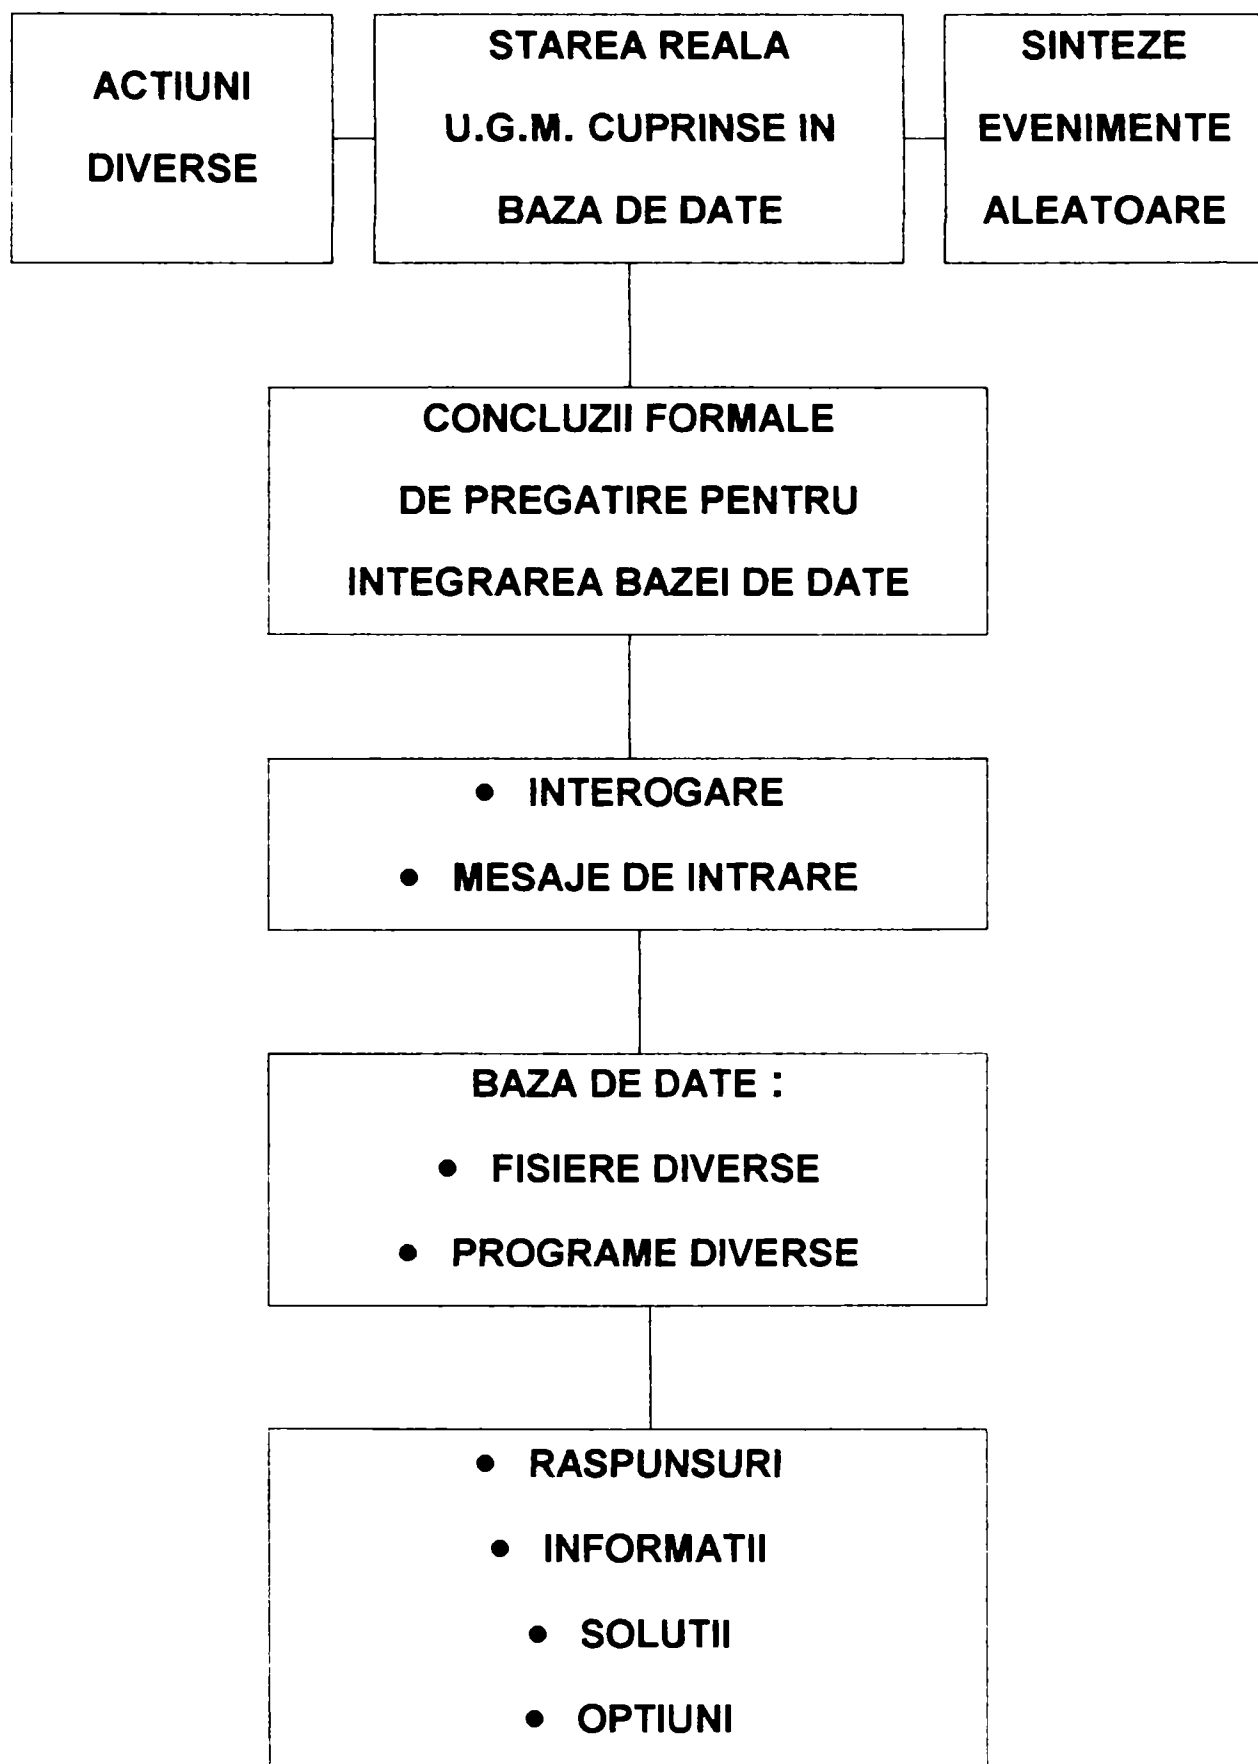 ACTIUNI
DIVERSE
STAREA REALA
U.G.M. CUPRINSE IN
BAZA DE DATE
SINTEZE
EVENIMENTE
ALEATOARE
CONCLUZII FORMALE
DE PREGATIRE PENTRU
INTEGRAREA BAZEI DE DATE
• INTEROGARE
• MESAJE DE INTRARE
BAZA DE DATE :
• FISIERE DIVERSE
• PROGRAME DIVERSE
• RASPUNSURI
• INFORMATII
• SOLUTII
• OPTIUNI